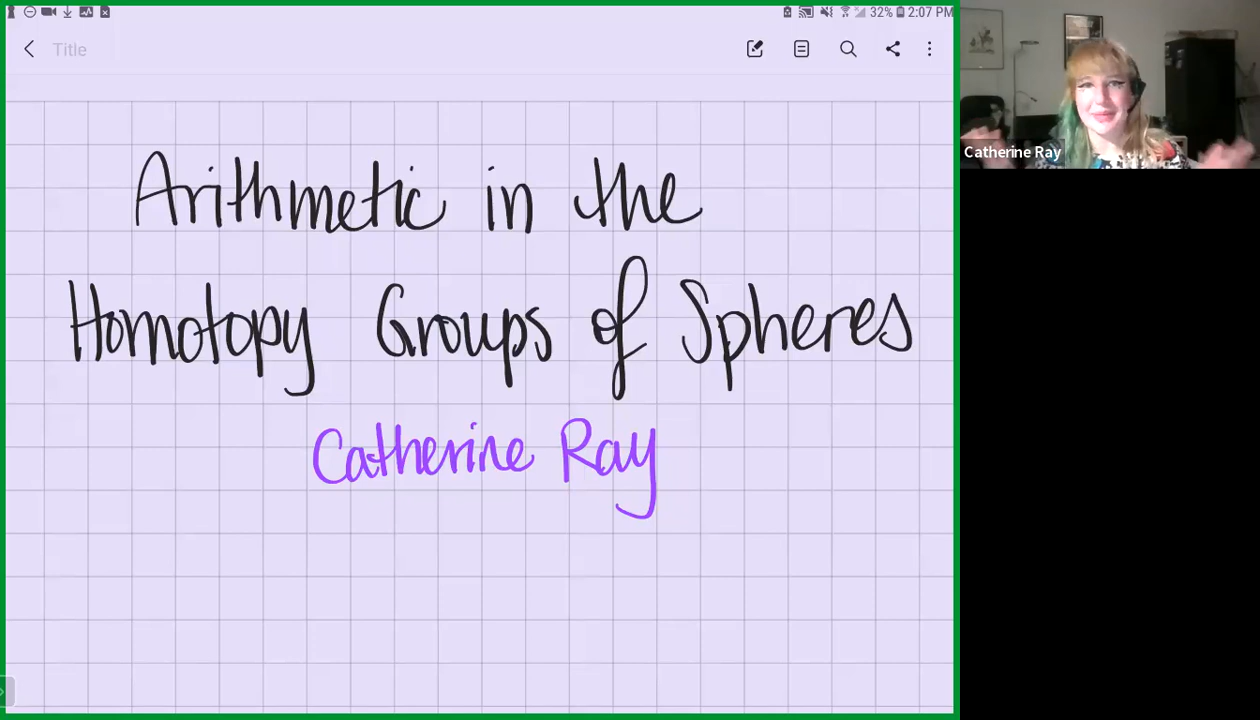 32% 2:07 PM
Title
Arithmetic in the
Homotopy Groups of Spheres
Catherine Ray
Catherine Ray